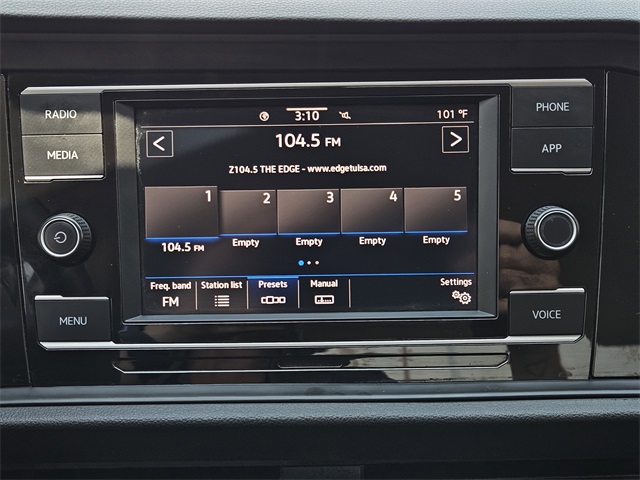 3:10
101 °F
RADIO
MEDIA
PHONE
APP
< 104.5 FM >
Z104.5 THE EDGE - www.edgetulsa.com
1 2 3 4 5
104.5 FM Empty Empty Empty Empty
Freq. band Station list Presets Manual Settings
FM
MENU
VOICE